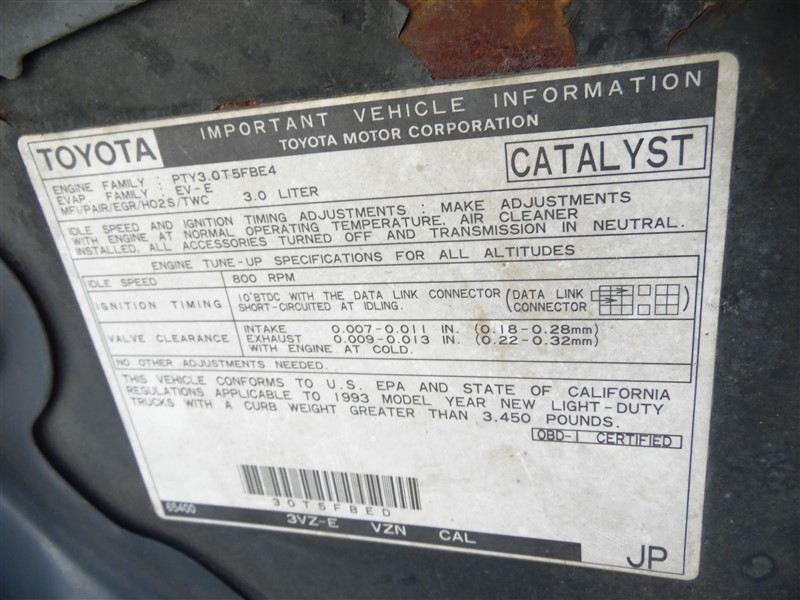 IMPORTANT VEHICLE INFORMATION
TOYOTA
TOYOTA MOTOR CORPORATION
ENGINE FAMILY : PTY3.0T5FBE4
EVAP. FAMILY : EV-E
MFI/PAIR/EGR/HO2S/TWC 3.0 LITER
CATALYST
IDLE SPEED AND IGNITION TIMING ADJUSTMENTS : MAKE ADJUSTMENTS
WITH ENGINE AT NORMAL OPERATING TEMPERATURE, AIR CLEANER
INSTALLED, ALL ACCESSORIES TURNED OFF AND TRANSMISSION IN NEUTRAL.
ENGINE TUNE-UP SPECIFICATIONS FOR ALL ALTITUDES
IDLE SPEED 800 RPM
IGNITION TIMING 10°BTDC WITH THE DATA LINK CONNECTOR (DATA LINK
SHORT-CIRCUITED AT IDLING. CONNECTOR )
VALVE CLEARANCE INTAKE 0.007-0.011 IN. (0.18-0.28mm)
EXHAUST 0.009-0.013 IN. (0.22-0.32mm)
WITH ENGINE AT COLD.
NO OTHER ADJUSTMENTS NEEDED.
THIS VEHICLE CONFORMS TO U.S. EPA AND STATE OF CALIFORNIA
REGULATIONS APPLICABLE TO 1993 MODEL YEAR NEW LIGHT-DUTY
TRUCKS WITH A CURB WEIGHT GREATER THAN 3,450 POUNDS.
OBD-I CERTIFIED
30T5FBED
65400
3VZ-E VZN CAL
JP